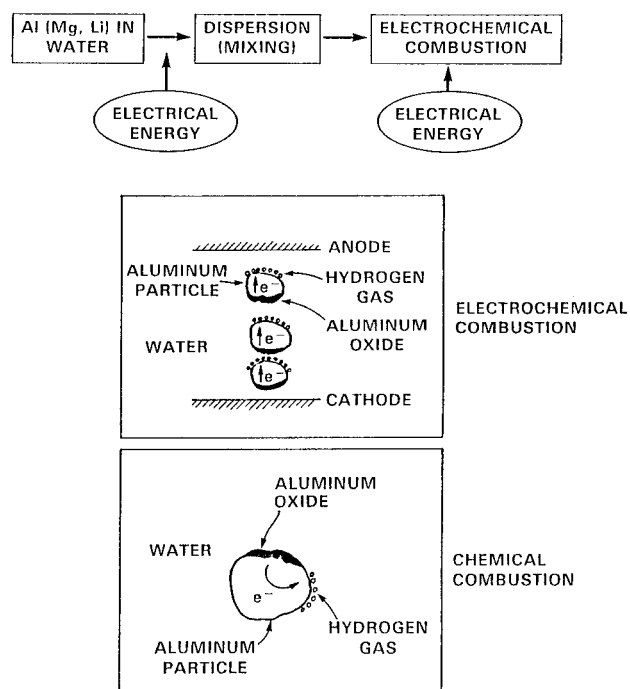 Al (Mg, Li) IN
WATER
DISPERSION
(MIXING)
ELECTROCHEMICAL
COMBUSTION
ELECTRICAL
ENERGY
ELECTRICAL
ENERGY
ANODE
ALUMINUM
PARTICLE
e−
HYDROGEN
GAS
ALUMINUM
OXIDE
WATER
e−
e−
CATHODE
ELECTROCHEMICAL
COMBUSTION
ALUMINUM
OXIDE
WATER
e−
HYDROGEN
GAS
ALUMINUM
PARTICLE
CHEMICAL
COMBUSTION